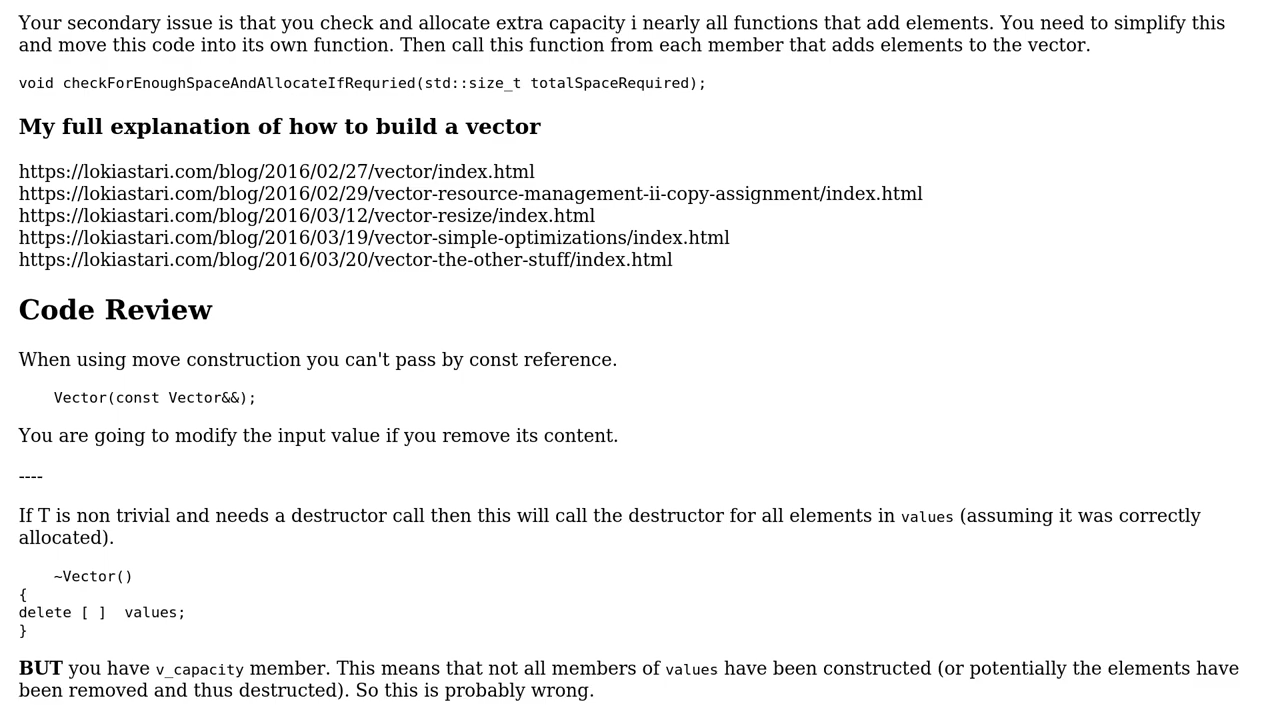 Your secondary issue is that you check and allocate extra capacity i nearly all functions that add elements. You need to simplify this
and move this code into its own function. Then call this function from each member that adds elements to the vector.
void checkForEnoughSpaceAndAllocateIfRequried(std::size_t totalSpaceRequired);
My full explanation of how to build a vector
https://lokiastari.com/blog/2016/02/27/vector/index.html
https://lokiastari.com/blog/2016/02/29/vector-resource-management-ii-copy-assignment/index.html
https://lokiastari.com/blog/2016/03/12/vector-resize/index.html
https://lokiastari.com/blog/2016/03/19/vector-simple-optimizations/index.html
https://lokiastari.com/blog/2016/03/20/vector-the-other-stuff/index.html
Code Review
When using move construction you can't pass by const reference.
    Vector(const Vector&&);
You are going to modify the input value if you remove its content.
----
If T is non trivial and needs a destructor call then this will call the destructor for all elements in values (assuming it was correctly
allocated).
    ~Vector()
{
delete [ ]  values;
}
BUT you have v_capacity member. This means that not all members of values have been constructed (or potentially the elements have
been removed and thus destructed). So this is probably wrong.